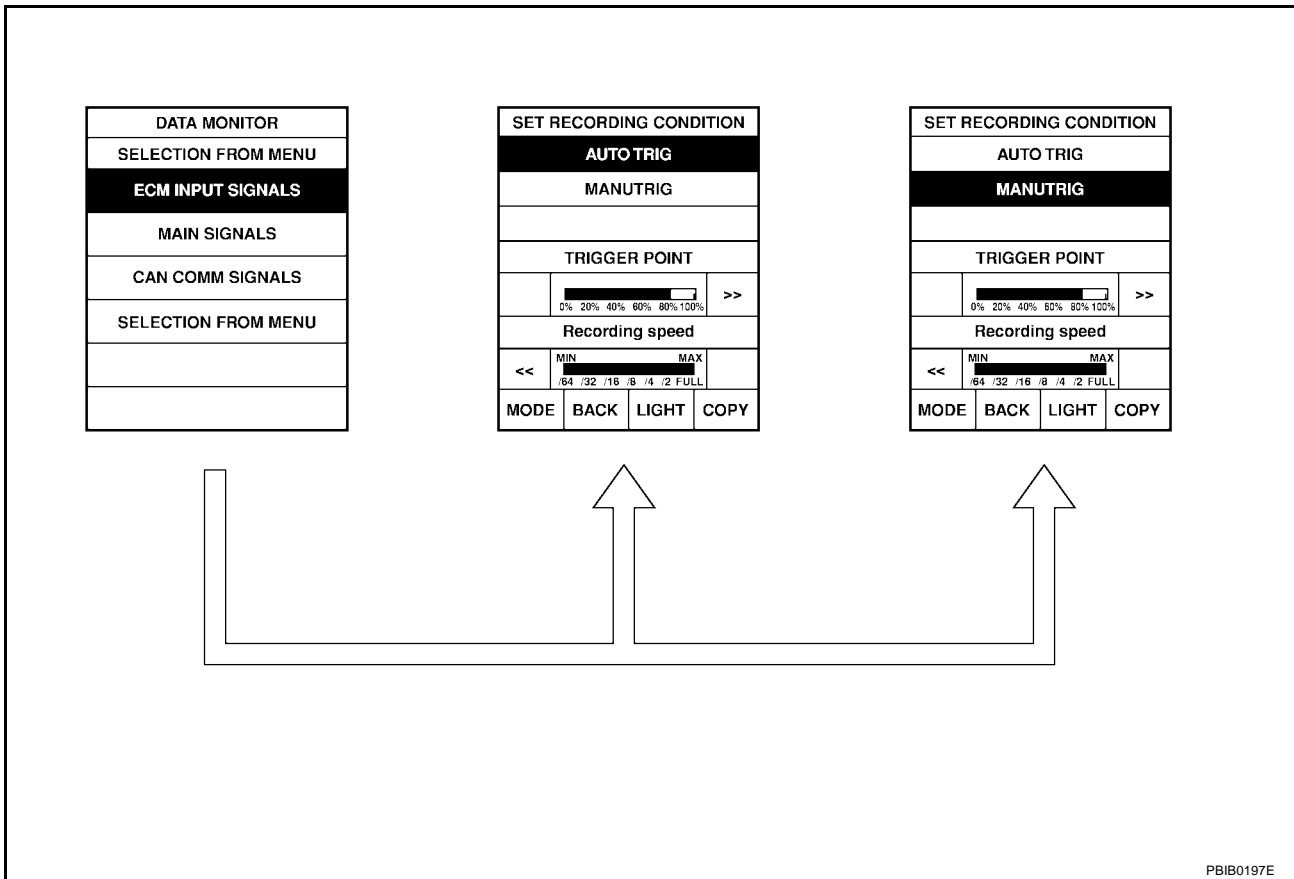 DATA MONITOR
SELECTION FROM MENU
ECM INPUT SIGNALS
MAIN SIGNALS
CAN COMM SIGNALS
SELECTION FROM MENU
SET RECORDING CONDITION
AUTO TRIG
MANUTRIG
TRIGGER POINT
>>
0% 20% 40% 60% 80% 100%
Recording speed
MIN MAX
<<
/64 /32 /16 /8 /4 /2 FULL
MODE BACK LIGHT COPY
SET RECORDING CONDITION
AUTO TRIG
MANUTRIG
TRIGGER POINT
>>
0% 20% 40% 60% 80% 100%
Recording speed
MIN MAX
<<
/64 /32 /16 /8 /4 /2 FULL
MODE BACK LIGHT COPY
PBIB0197E